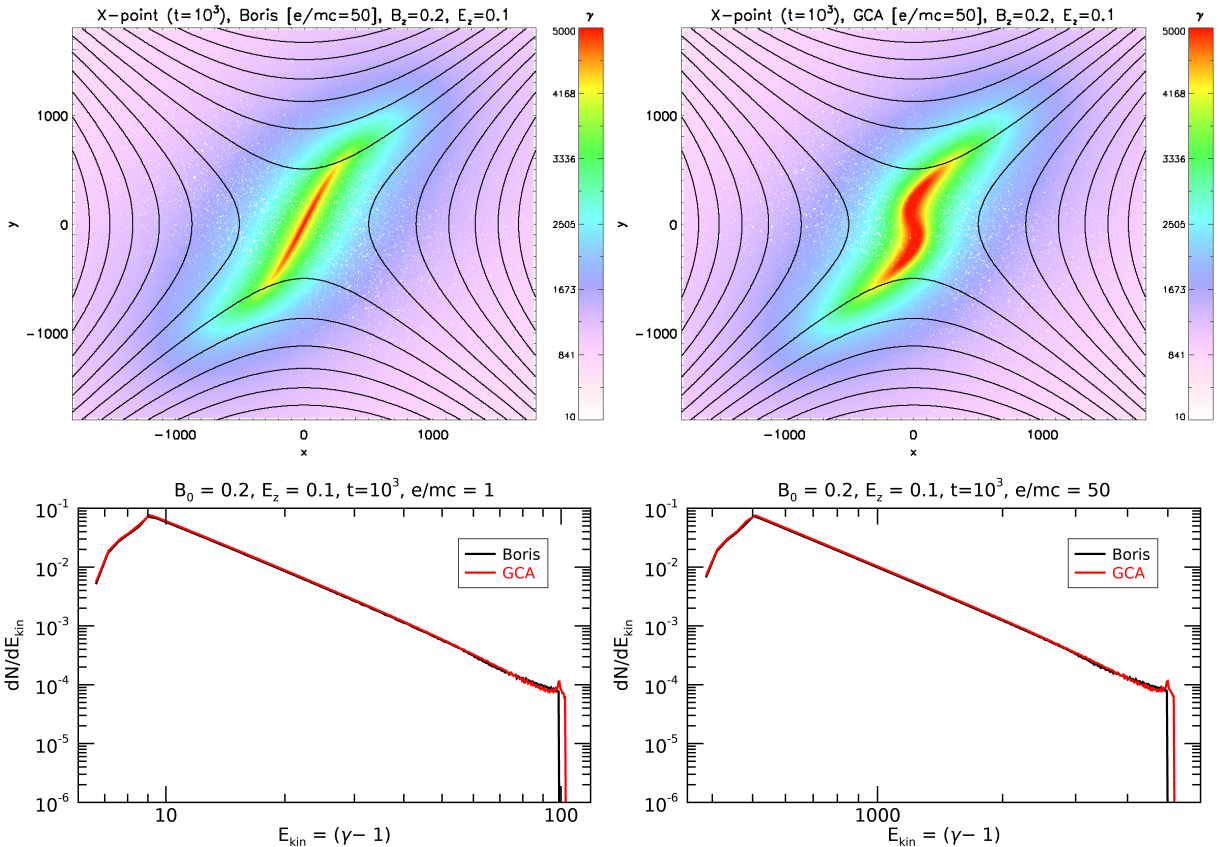 X-point (t=10³), Boris [e/mc=50], B_z=0.2, E_z=0.1
γ
5000
4168
3336
2505
1673
841
10
1000
0
−1000
y
−1000
0
1000
x
X-point (t=10³), GCA [e/mc=50], B_z=0.2, E_z=0.1
γ
5000
4168
3336
2505
1673
841
10
1000
0
−1000
y
−1000
0
1000
x
B₀ = 0.2, E_z = 0.1, t=10³, e/mc = 1
10⁻¹
10⁻²
10⁻³
10⁻⁴
10⁻⁵
10⁻⁶
dN/dE_kin
Boris
GCA
10
100
E_kin = (γ− 1)
B₀ = 0.2, E_z = 0.1, t=10³, e/mc = 50
10⁻¹
10⁻²
10⁻³
10⁻⁴
10⁻⁵
10⁻⁶
dN/dE_kin
Boris
GCA
1000
E_kin = (γ− 1)